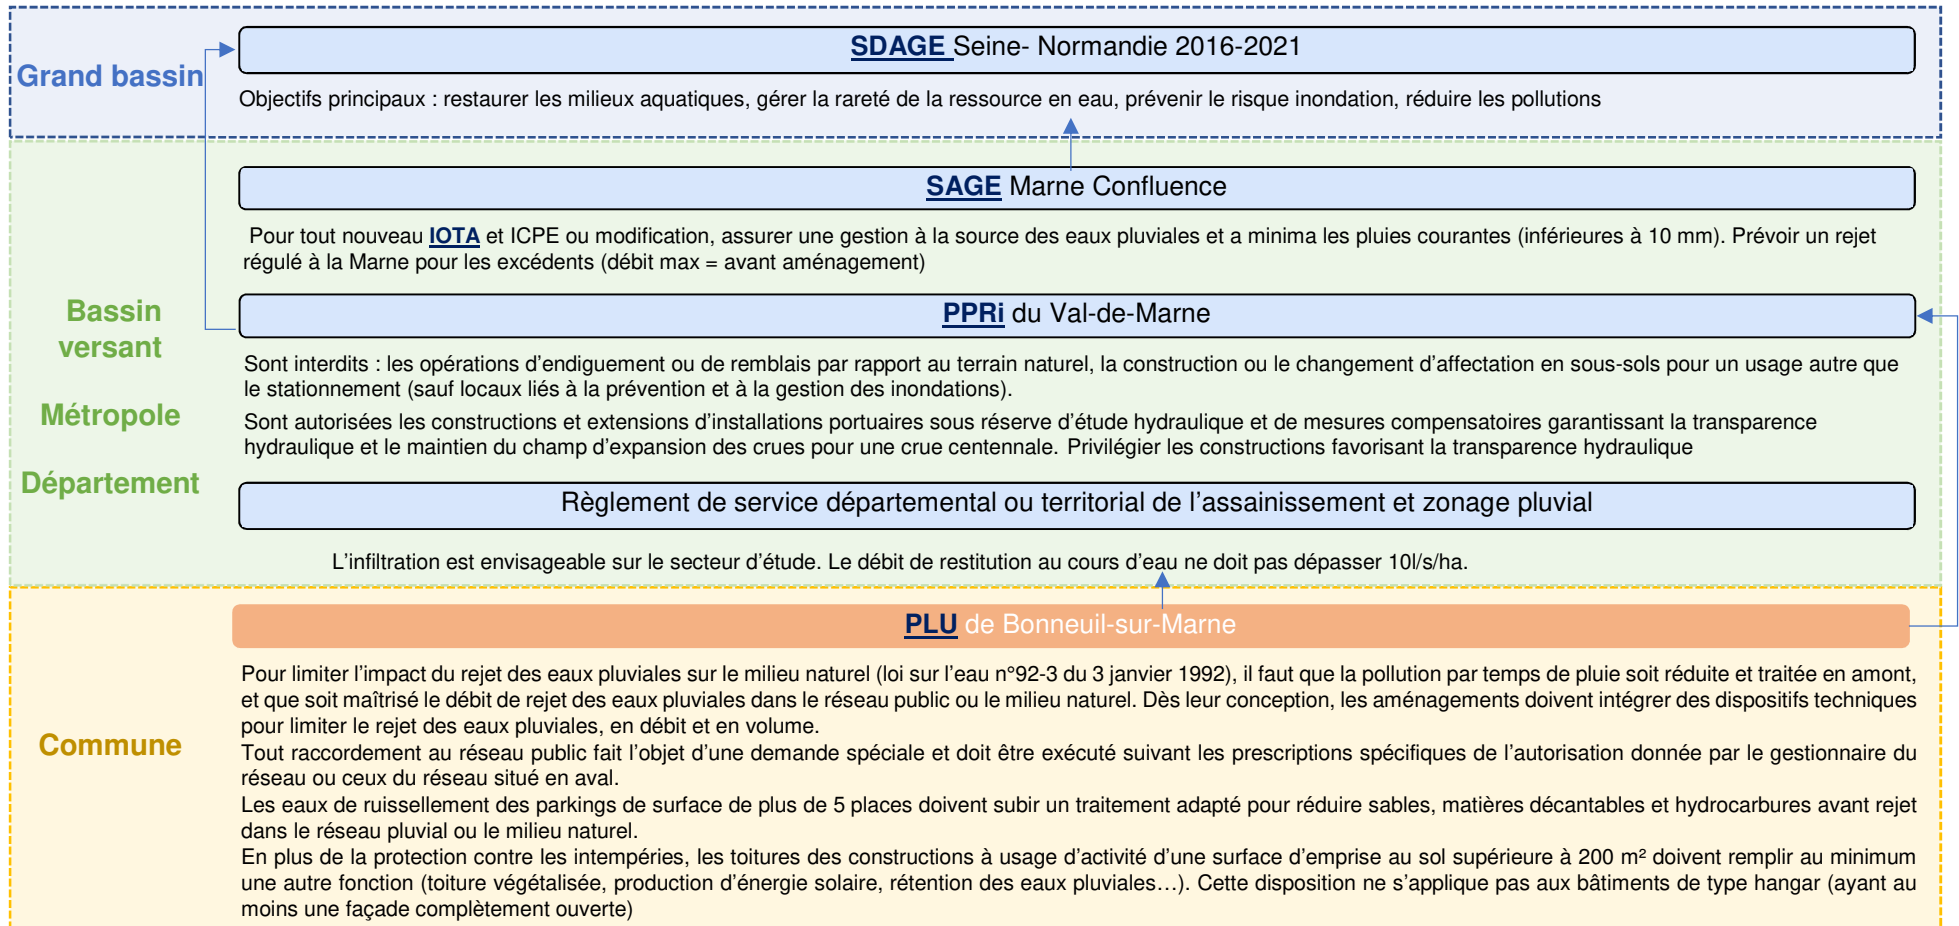 Grand bassin
SDAGE Seine- Normandie 2016-2021
Objectifs principaux : restaurer les milieux aquatiques, gérer la rareté de la ressource en eau, prévenir le risque inondation, réduire les pollutions
Bassin
versant
Métropole
Département
SAGE Marne Confluence
Pour tout nouveau IOTA et ICPE ou modification, assurer une gestion à la source des eaux pluviales et a minima les pluies courantes (inférieures à 10 mm). Prévoir un rejet
régulé à la Marne pour les excédents (débit max = avant aménagement)
PPRi du Val-de-Marne
Sont interdits : les opérations d’endiguement ou de remblais par rapport au terrain naturel, la construction ou le changement d’affectation en sous-sols pour un usage autre que
le stationnement (sauf locaux liés à la prévention et à la gestion des inondations).
Sont autorisées les constructions et extensions d’installations portuaires sous réserve d’étude hydraulique et de mesures compensatoires garantissant la transparence
hydraulique et le maintien du champ d’expansion des crues pour une crue centennale. Privilégier les constructions favorisant la transparence hydraulique
Règlement de service départemental ou territorial de l’assainissement et zonage pluvial
L’infiltration est envisageable sur le secteur d’étude. Le débit de restitution au cours d’eau ne doit pas dépasser 10l/s/ha.
Commune
PLU de Bonneuil-sur-Marne
Pour limiter l’impact du rejet des eaux pluviales sur le milieu naturel (loi sur l’eau n°92-3 du 3 janvier 1992), il faut que la pollution par temps de pluie soit réduite et traitée en amont,
et que soit maîtrisé le débit de rejet des eaux pluviales dans le réseau public ou le milieu naturel. Dès leur conception, les aménagements doivent intégrer des dispositifs techniques
pour limiter le rejet des eaux pluviales, en débit et en volume.
Tout raccordement au réseau public fait l’objet d’une demande spéciale et doit être exécuté suivant les prescriptions spécifiques de l’autorisation donnée par le gestionnaire du
réseau ou ceux du réseau situé en aval.
Les eaux de ruissellement des parkings de surface de plus de 5 places doivent subir un traitement adapté pour réduire sables, matières décantables et hydrocarbures avant rejet
dans le réseau pluvial ou le milieu naturel.
En plus de la protection contre les intempéries, les toitures des constructions à usage d’activité d’une surface d’emprise au sol supérieure à 200 m² doivent remplir au minimum
une autre fonction (toiture végétalisée, production d’énergie solaire, rétention des eaux pluviales…). Cette disposition ne s’applique pas aux bâtiments de type hangar (ayant au
moins une façade complètement ouverte)